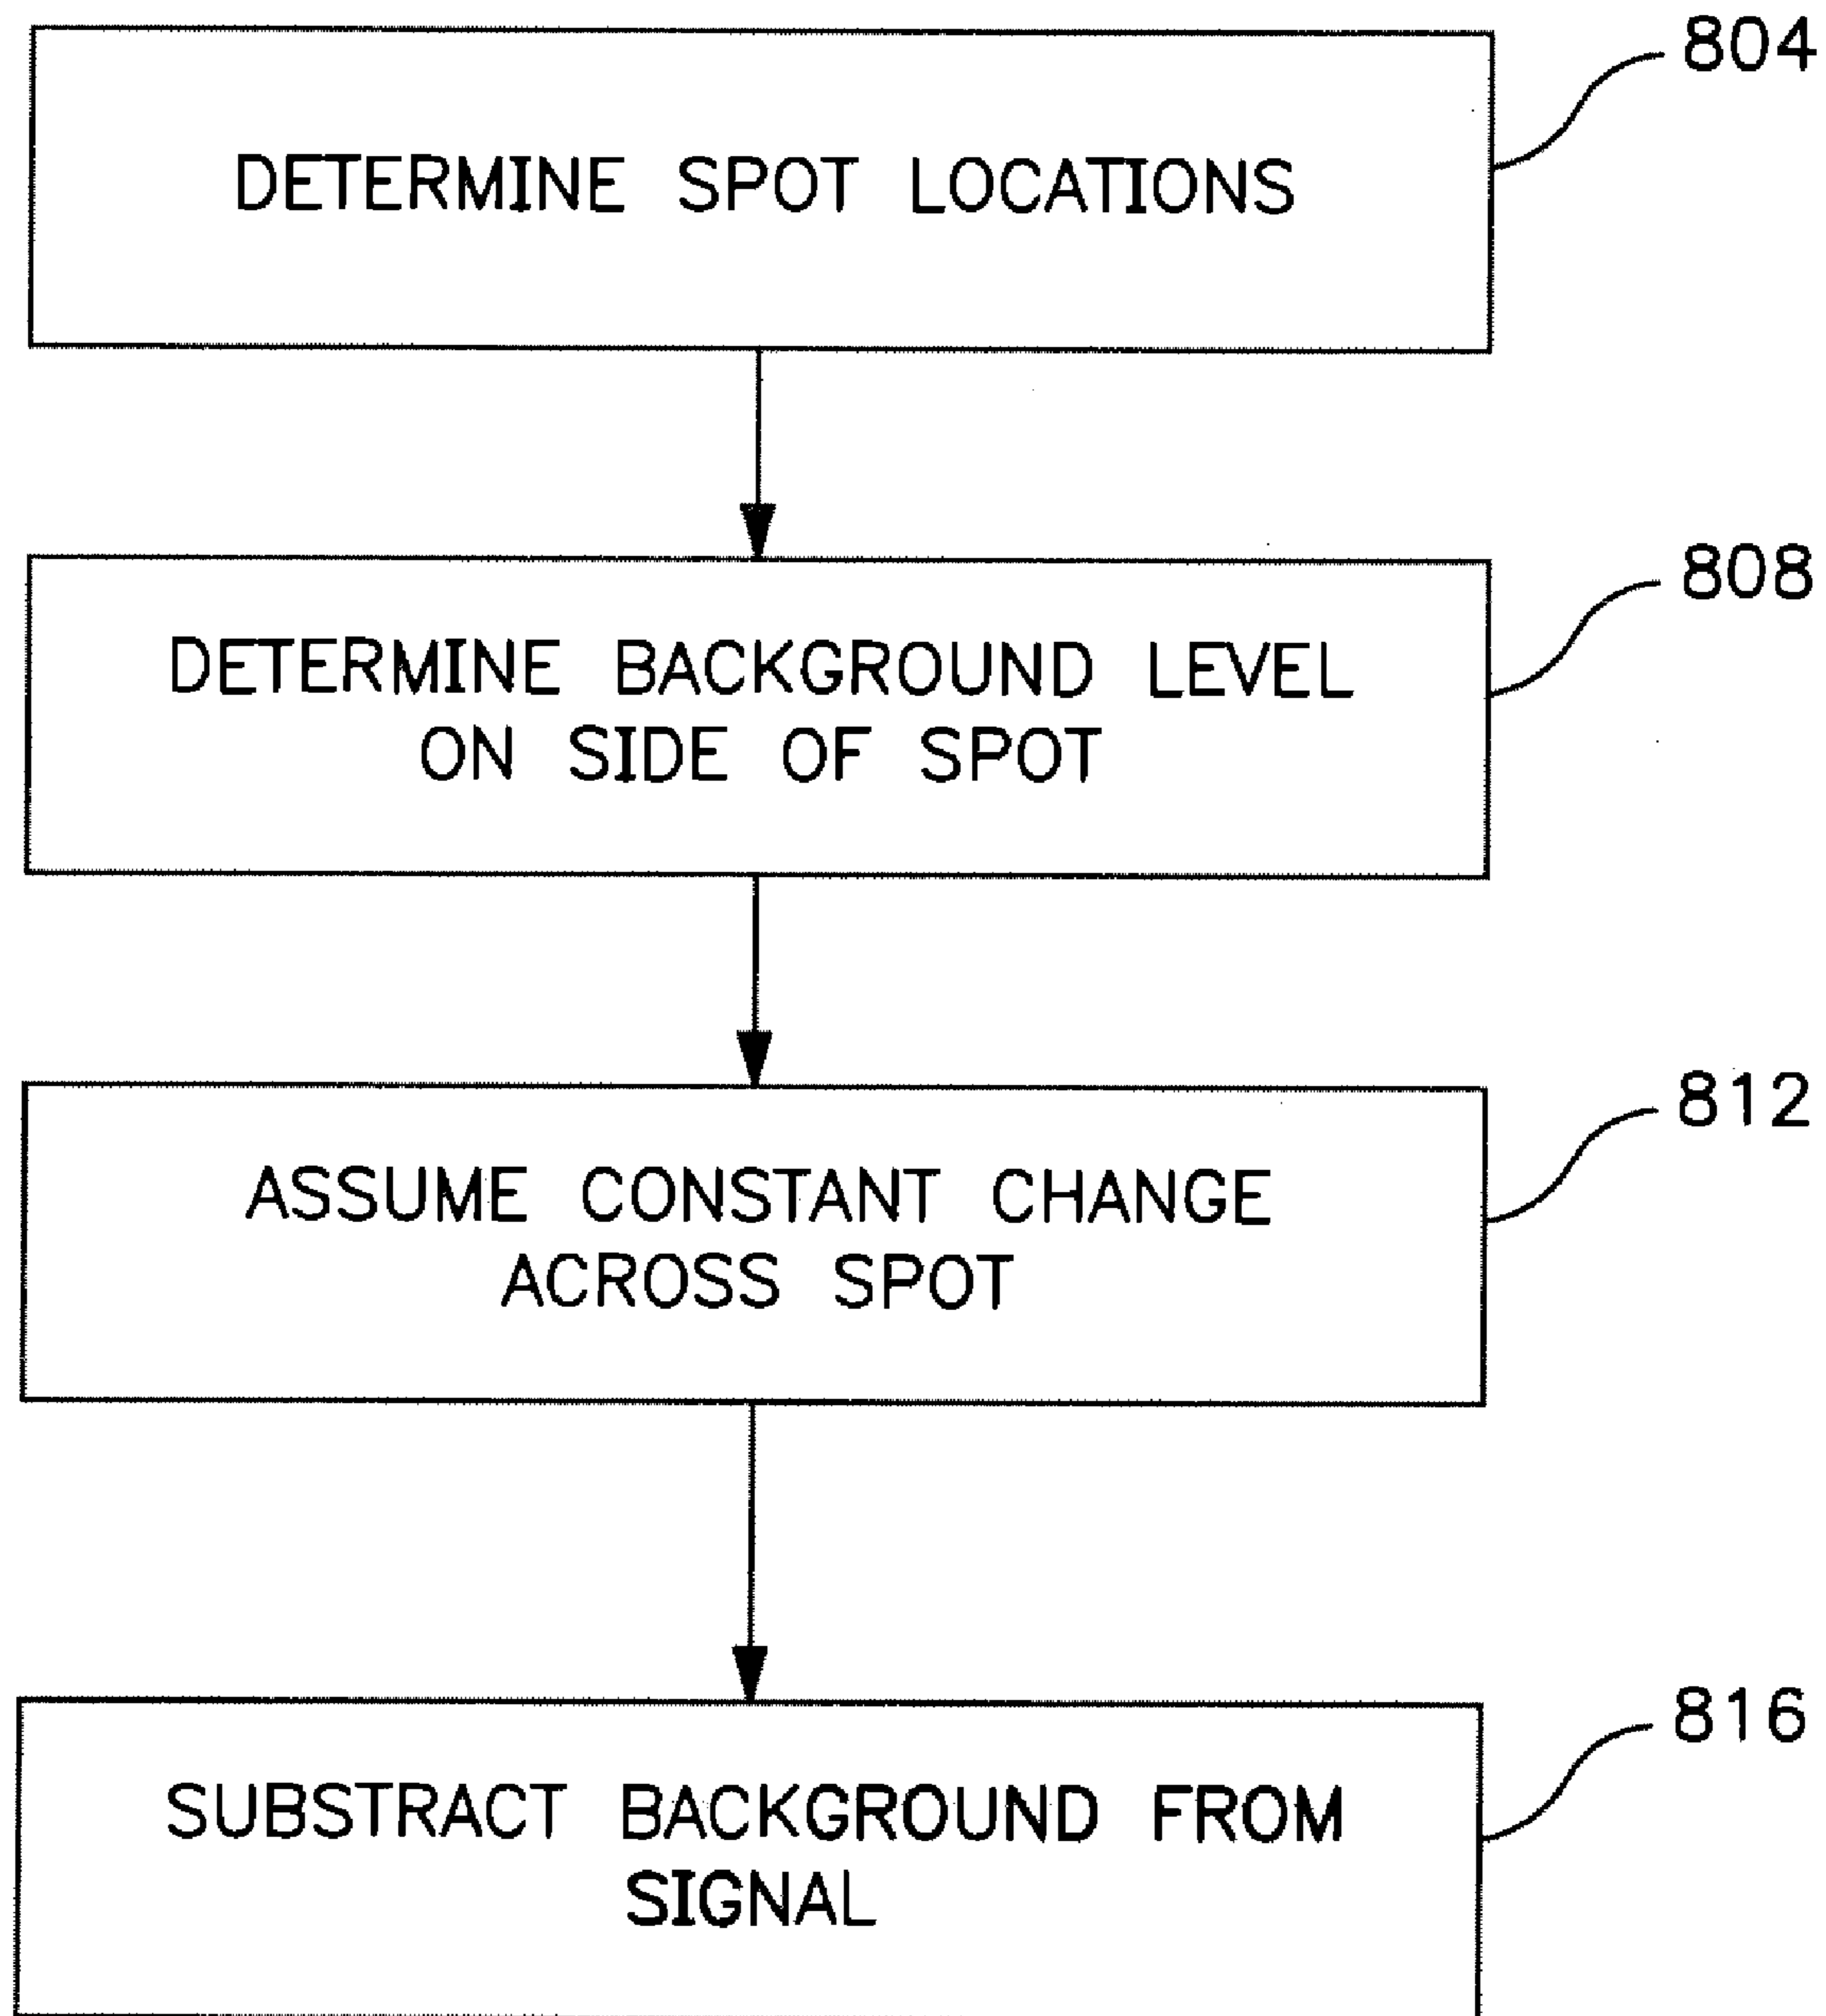 804
DETERMINE SPOT LOCATIONS
808
DETERMINE BACKGROUND LEVEL
ON SIDE OF SPOT
812
ASSUME CONSTANT CHANGE
ACROSS SPOT
816
SUBSTRACT BACKGROUND FROM
SIGNAL